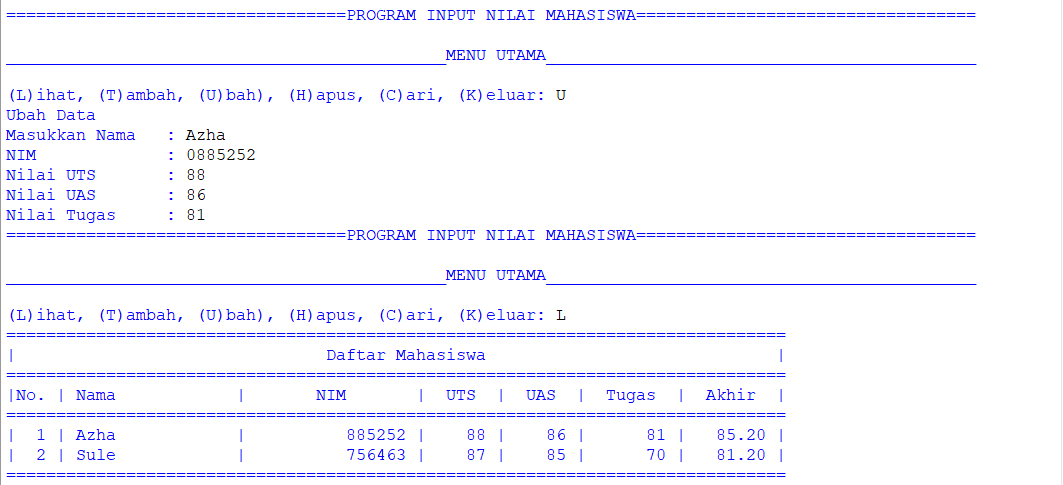 ==================================PROGRAM INPUT NILAI MAHASISWA==================================
____________________________________________MENU UTAMA___________________________________________
(L)ihat, (T)ambah, (U)bah), (H)apus, (C)ari, (K)eluar: U
Ubah Data
Masukkan Nama   : Azha
NIM             : 0885252
Nilai UTS       : 88
Nilai UAS       : 86
Nilai Tugas     : 81
==================================PROGRAM INPUT NILAI MAHASISWA==================================
____________________________________________MENU UTAMA___________________________________________
(L)ihat, (T)ambah, (U)bah), (H)apus, (C)ari, (K)eluar: L
==============================================================================
|                               Daftar Mahasiswa                             |
==============================================================================
|No. | Nama            |       NIM       |  UTS  |  UAS  |  Tugas  |  Akhir  |
==============================================================================
|  1 | Azha            |          885252 |    88 |    86 |      81 |   85.20 |
|  2 | Sule            |          756463 |    87 |    85 |      70 |   81.20 |
==============================================================================